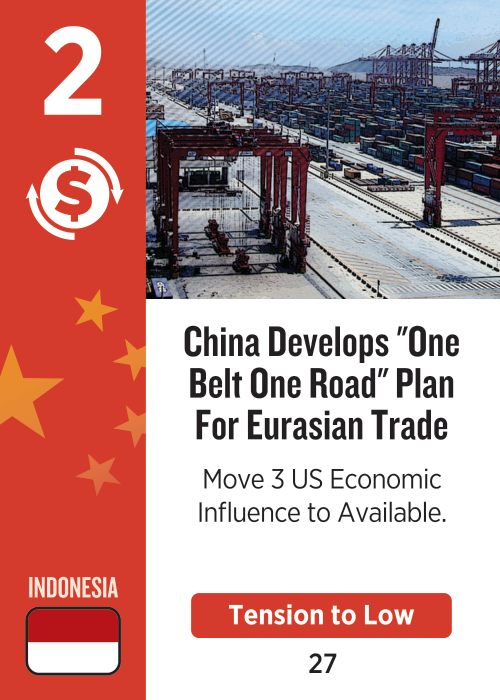 2
$
China Develops "One
Belt One Road" Plan
For Eurasian Trade
Move 3 US Economic
Influence to Available.
INDONESIA
Tension to Low
27